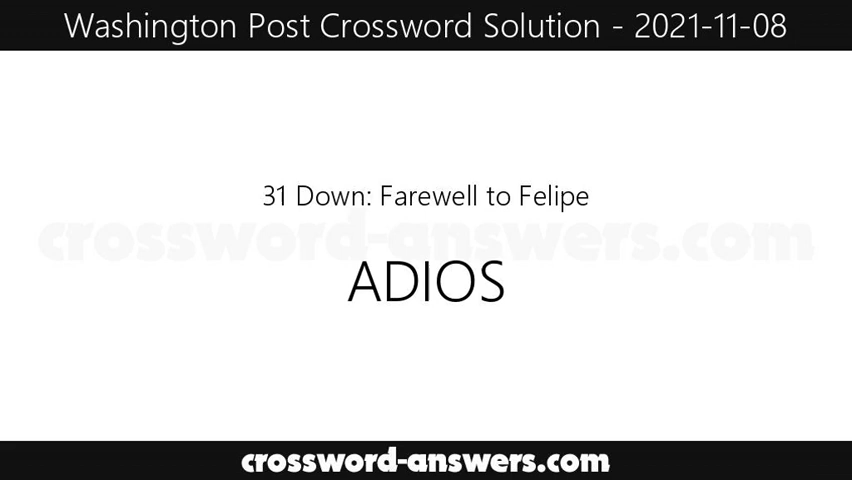 Washington Post Crossword Solution - 2021-11-08
31 Down: Farewell to Felipe
crossword-answers.com
ADIOS
crossword-answers.com